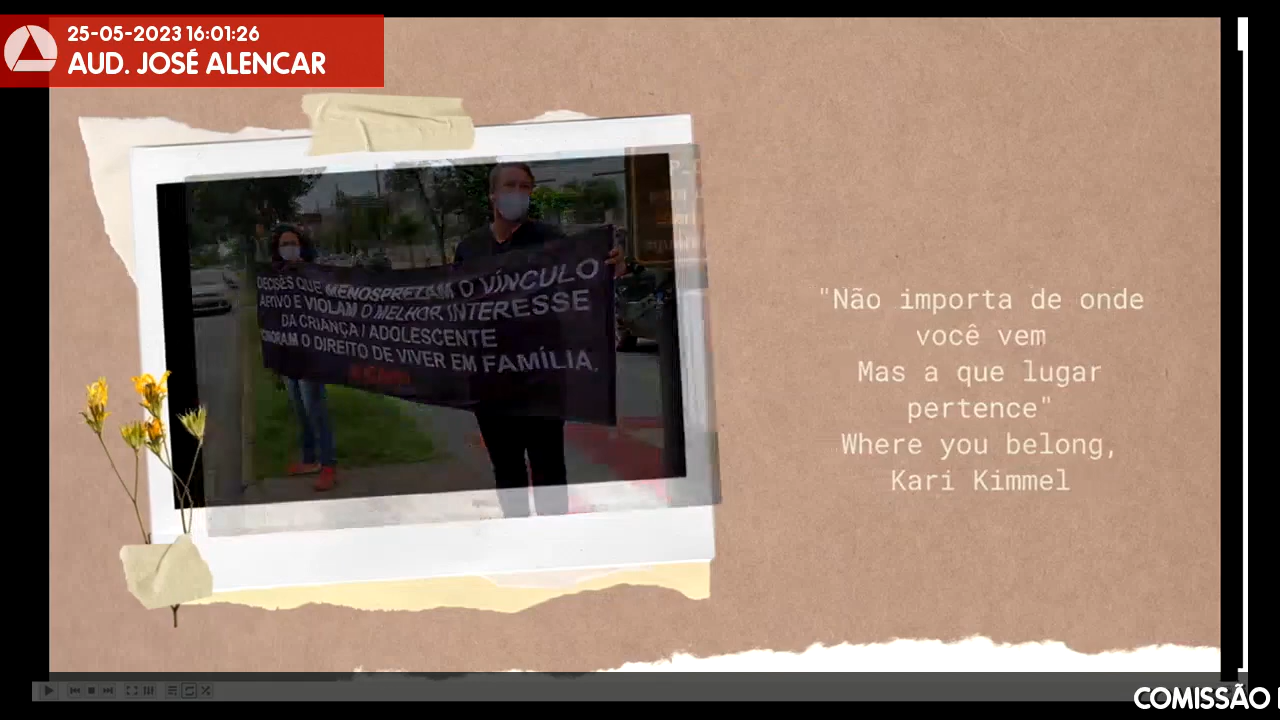 25-05-2023 16:01:26
AUD. JOSÉ ALENCAR
QUE MENOSPREZAM O VÍNCULO
AFETIVO E VIOLAM O MELHOR INTERESSE
DA CRIANÇA / ADOLESCENTE
O DIREITO DE VIVER EM FAMÍLIA.
"Não importa de onde
você vem
Mas a que lugar
pertence"
Where you belong,
Kari Kimmel
COMISSÃO